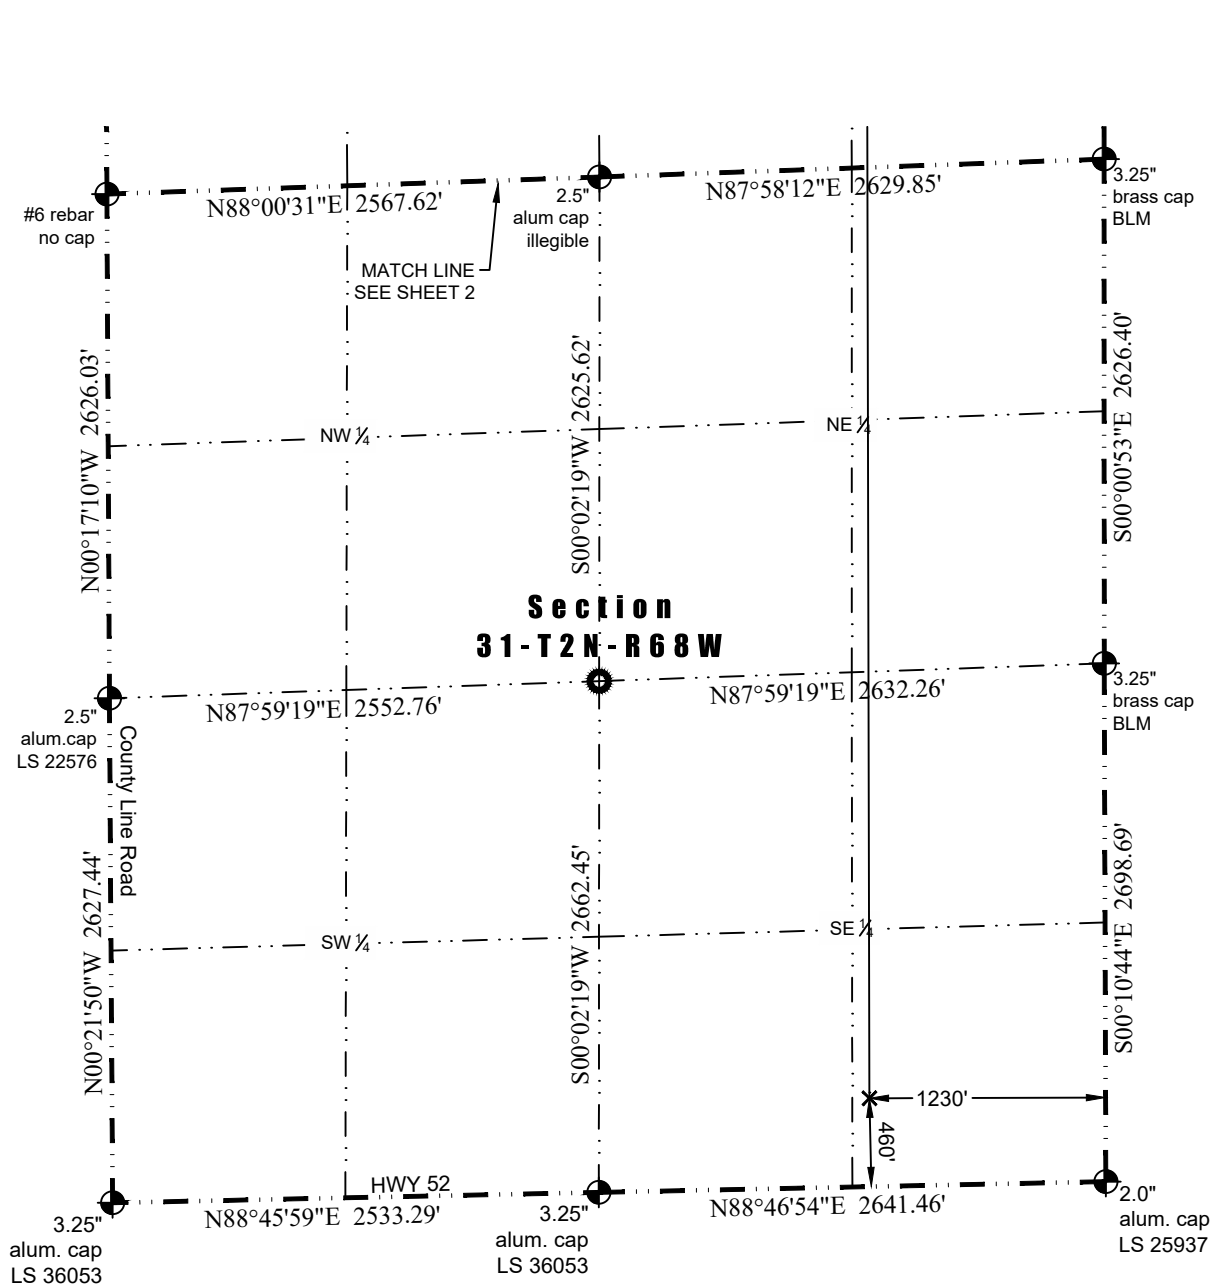 N88°00'31"E 2567.62'
N87°58'12"E 2629.85'
#6 rebar
no cap
2.5"
alum cap
illegible
3.25"
brass cap
BLM
MATCH LINE
SEE SHEET 2
N00°17'10"W 2626.03'
S00°02'19"W 2625.62'
S00°00'53"E 2626.40'
NW ¼
NE ¼
Section
31-T2N-R68W
N87°59'19"E 2552.76'
N87°59'19"E 2632.26'
2.5"
alum.cap
LS 22576
3.25"
brass cap
BLM
County Line Road
N00°21'50"W 2627.44'
S00°02'19"W 2662.45'
S00°10'44"E 2698.69'
SW ¼
SE ¼
1230'
460'
HWY 52
N88°45'59"E 2533.29'
N88°46'54"E 2641.46'
3.25"
alum. cap
LS 36053
3.25"
alum. cap
LS 36053
2.0"
alum. cap
LS 25937